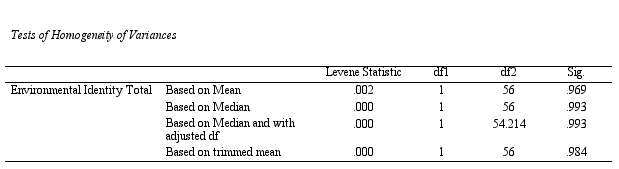 Tests of Homogeneity of Variances
Levene Statistic df1 df2 Sig.
Environmental Identity Total Based on Mean .002 1 56 .969
Based on Median .000 1 56 .993
Based on Median and with adjusted df .000 1 54.214 .993
Based on trimmed mean .000 1 56 .984